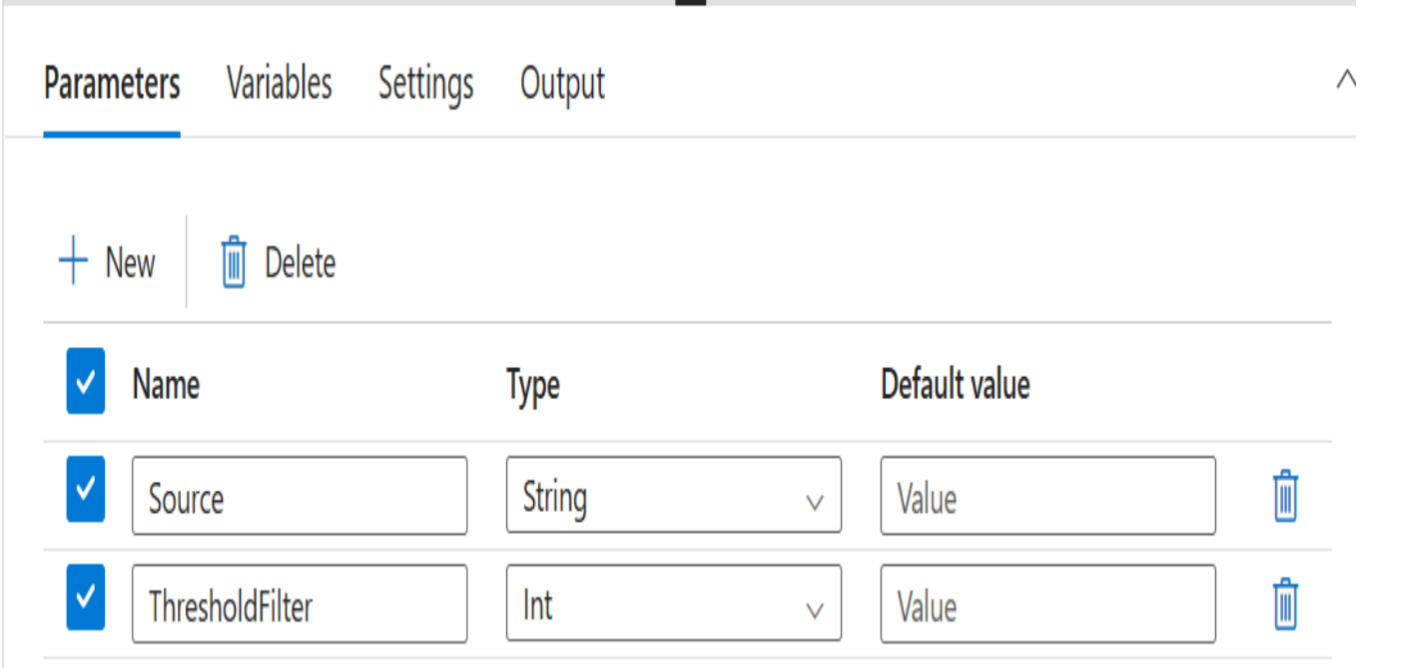 Parameters Variables Settings Output
New Delete
Name Type Default value
Source String Value
ThresholdFilter Int Value